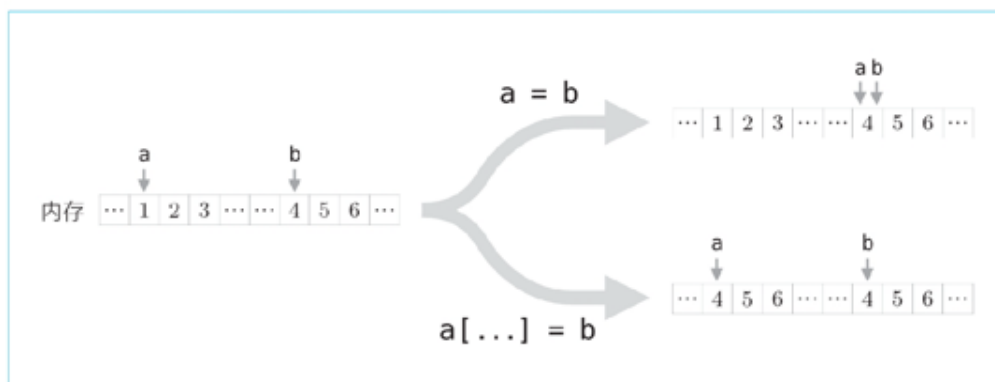 a b
a = b
⋯ 1 2 3 ⋯ ⋯ 4 5 6 ⋯
a b
内存 ⋯ 1 2 3 ⋯ ⋯ 4 5 6 ⋯
a b
⋯ 4 5 6 ⋯ ⋯ 4 5 6 ⋯
a[...] = b